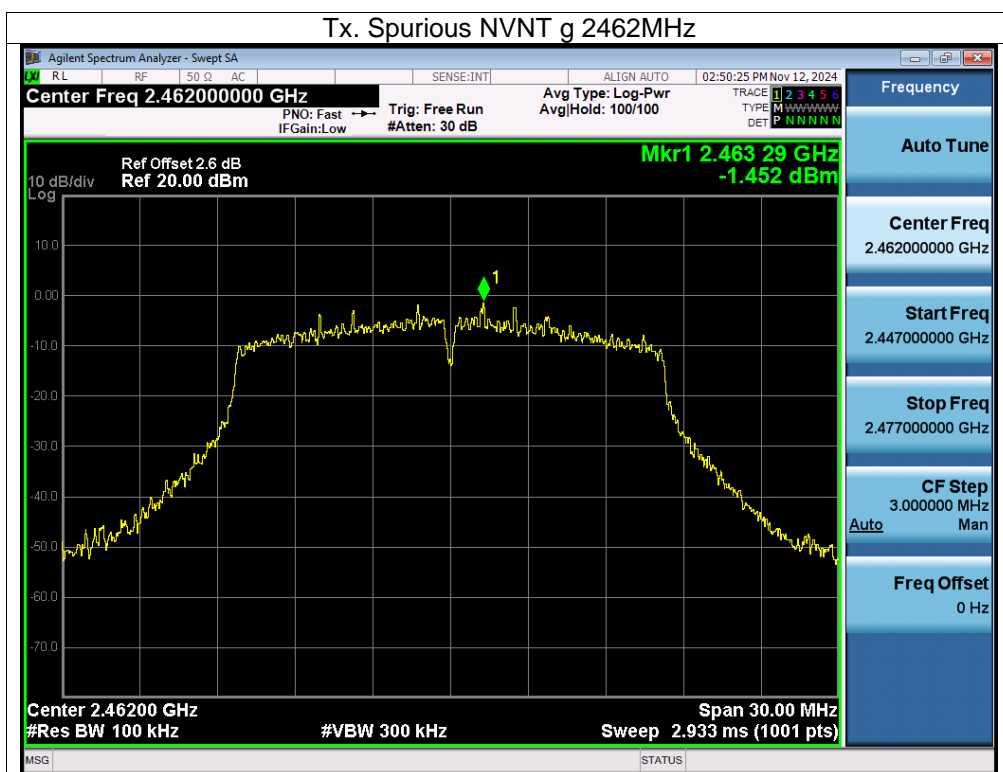 Tx. Spurious NVNT g 2462MHz
Agilent Spectrum Analyzer - Swept SA
LXI RL RF 50 Ω AC SENSE:INT ALIGN AUTO 02:50:25 PM Nov 12, 2024
Center Freq 2.462000000 GHz
PNO: Fast
IFGain:Low
Trig: Free Run
#Atten: 30 dB
Avg Type: Log-Pwr
Avg|Hold: 100/100
TRACE 1 2 3 4 5 6
TYPE M WWWWW
DET P N N N N N
Ref Offset 2.6 dB
10 dB/div Ref 20.00 dBm
Log
Mkr1 2.463 29 GHz
-1.452 dBm
10.0
0.00
-10.0
-20.0
-30.0
-40.0
-50.0
-60.0
-70.0
1
Center 2.46200 GHz Span 30.00 MHz
#Res BW 100 kHz #VBW 300 kHz Sweep 2.933 ms (1001 pts)
MSG STATUS
Frequency
Auto Tune
Center Freq
2.462000000 GHz
Start Freq
2.447000000 GHz
Stop Freq
2.477000000 GHz
CF Step
3.000000 MHz
Auto Man
Freq Offset
0 Hz